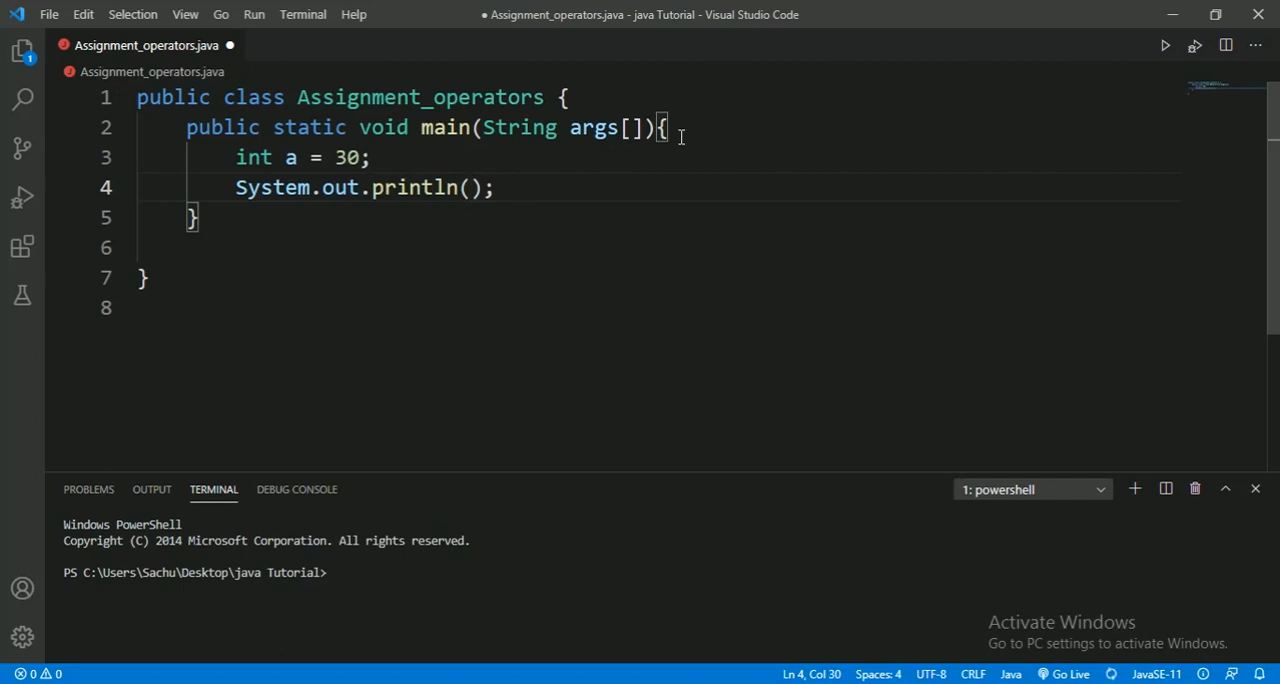 File Edit Selection View Go Run Terminal Help ● Assignment_operators.java - java Tutorial - Visual Studio Code
1
J Assignment_operators.java ●
J Assignment_operators.java
1 public class Assignment_operators {
2 public static void main(String args[]){
3 int a = 30;
4 System.out.println();
5 }
6
7 }
8
PROBLEMS OUTPUT TERMINAL DEBUG CONSOLE 1: powershell
Windows PowerShell
Copyright (C) 2014 Microsoft Corporation. All rights reserved.
PS C:\Users\Sachu\Desktop\java Tutorial>
Activate Windows
Go to PC settings to activate Windows.
0 0 Ln 4, Col 30 Spaces: 4 UTF-8 CRLF Java Go Live JavaSE-11